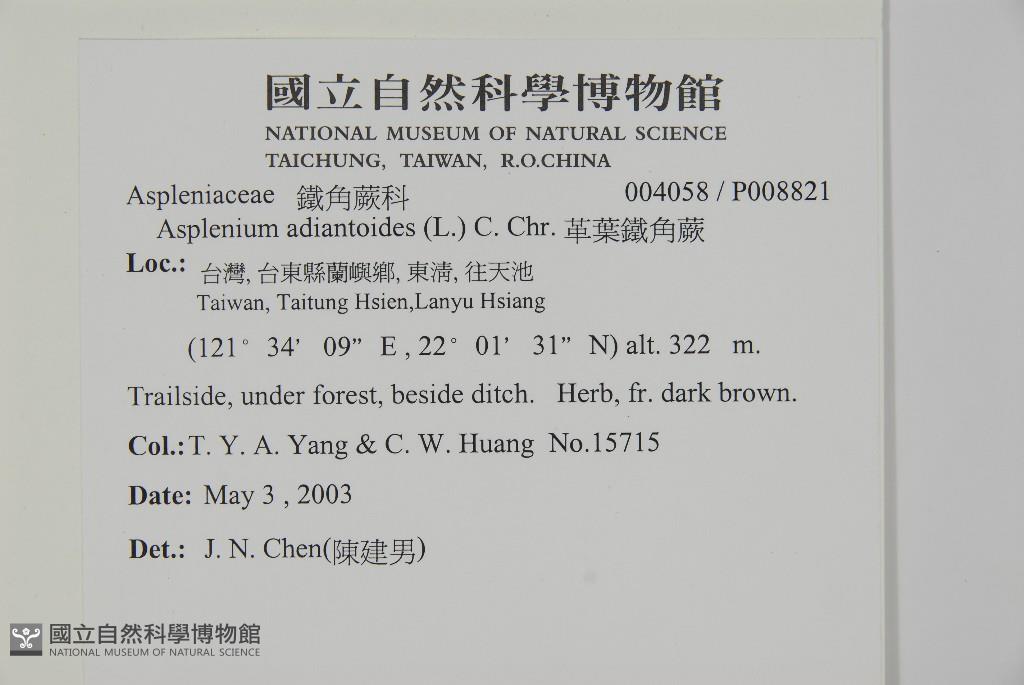 國立自然科學博物館
NATIONAL MUSEUM OF NATURAL SCIENCE
TAICHUNG, TAIWAN, R.O.CHINA
Aspleniaceae 鐵角蕨科 004058 / P008821
Asplenium adiantoides (L.) C. Chr. 革葉鐵角蕨
Loc.: 台灣, 台東縣蘭嶼鄉, 東清, 往天池
Taiwan, Taitung Hsien,Lanyu Hsiang
(121° 34’ 09” E , 22° 01’ 31” N) alt. 322 m.
Trailside, under forest, beside ditch. Herb, fr. dark brown.
Col.: T. Y. A. Yang & C. W. Huang No.15715
Date: May 3 , 2003
Det.: J. N. Chen(陳建男)
國立自然科學博物館
NATIONAL MUSEUM OF NATURAL SCIENCE